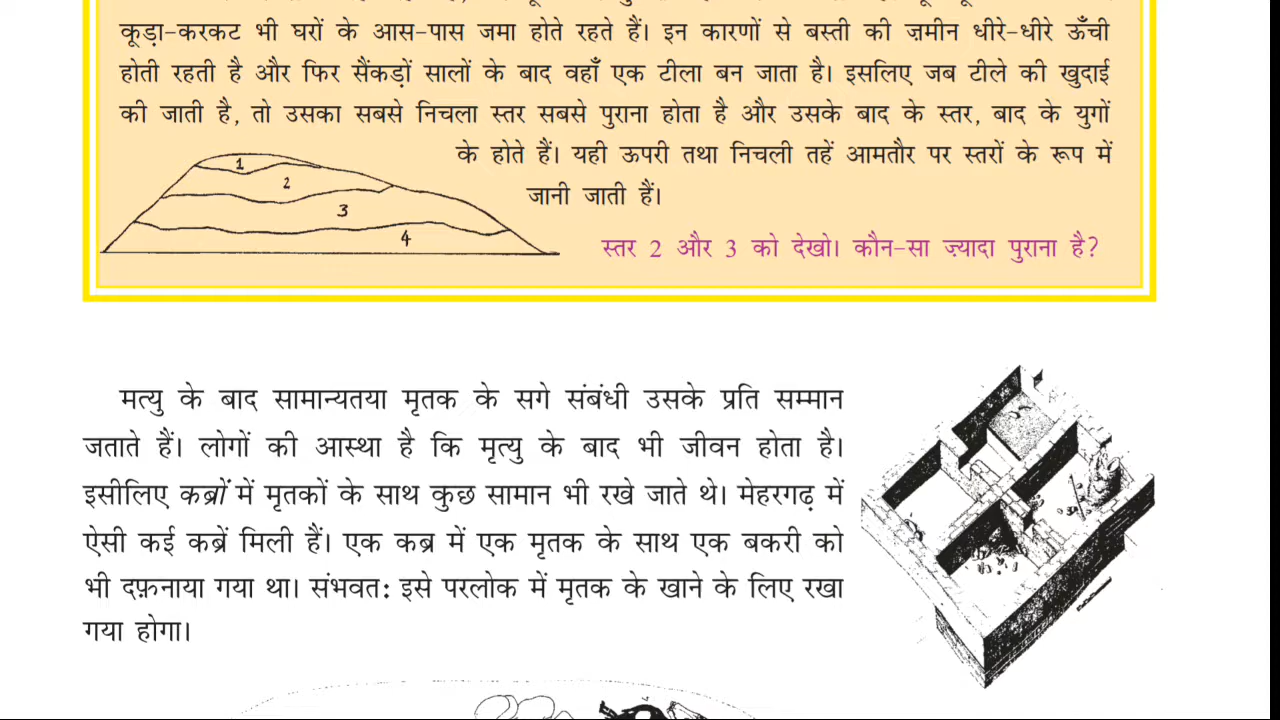 कूड़ा-करकट भी घरों के आस-पास जमा होते रहते हैं। इन कारणों से बस्ती की ज़मीन धीरे-धीरे ऊँची
होती रहती है और फिर सैंकड़ों सालों के बाद वहाँ एक टीला बन जाता है। इसलिए जब टीले की खुदाई
की जाती है, तो उसका सबसे निचला स्तर सबसे पुराना होता है और उसके बाद के स्तर, बाद के युगों
के होते हैं। यही ऊपरी तथा निचली तहें आमतौर पर स्तरों के रूप में
जानी जाती हैं।
1
2
3
4
स्तर 2 और 3 को देखो। कौन-सा ज़्यादा पुराना है?
मत्यु के बाद सामान्यतया मृतक के सगे संबंधी उसके प्रति सम्मान
जताते हैं। लोगों की आस्था है कि मृत्यु के बाद भी जीवन होता है।
इसीलिए कब्रों में मृतकों के साथ कुछ सामान भी रखे जाते थे। मेहरगढ़ में
ऐसी कई कब्रें मिली हैं। एक कब्र में एक मृतक के साथ एक बकरी को
भी दफ़नाया गया था। संभवत: इसे परलोक में मृतक के खाने के लिए रखा
गया होगा।